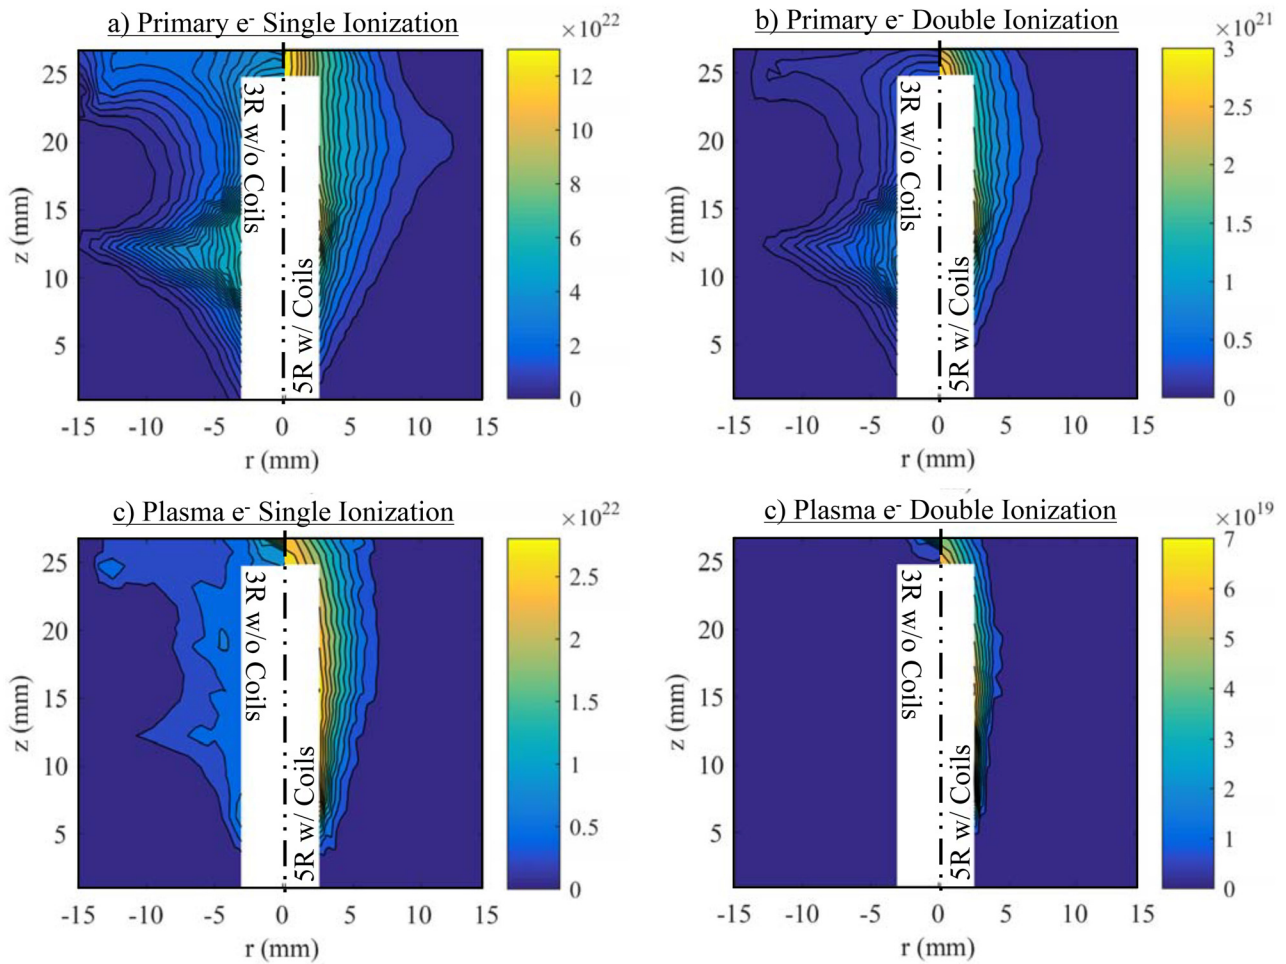 a) Primary e- Single Ionization
×10²²
25
20
15
10
5
z (mm)
3R w/o Coils
5R w/ Coils
12
10
8
6
4
2
0
-15 -10 -5 0 5 10 15
r (mm)
b) Primary e- Double Ionization
×10²¹
25
20
15
10
5
z (mm)
3R w/o Coils
5R w/ Coils
3
2.5
2
1.5
1
0.5
0
-15 -10 -5 0 5 10 15
r (mm)
c) Plasma e- Single Ionization
×10²²
25
20
15
10
5
z (mm)
3R w/o Coils
5R w/ Coils
2.5
2
1.5
1
0.5
0
-15 -10 -5 0 5 10 15
r (mm)
c) Plasma e- Double Ionization
×10¹⁹
25
20
15
10
5
z (mm)
3R w/o Coils
5R w/ Coils
7
6
5
4
3
2
1
0
-15 -10 -5 0 5 10 15
r (mm)